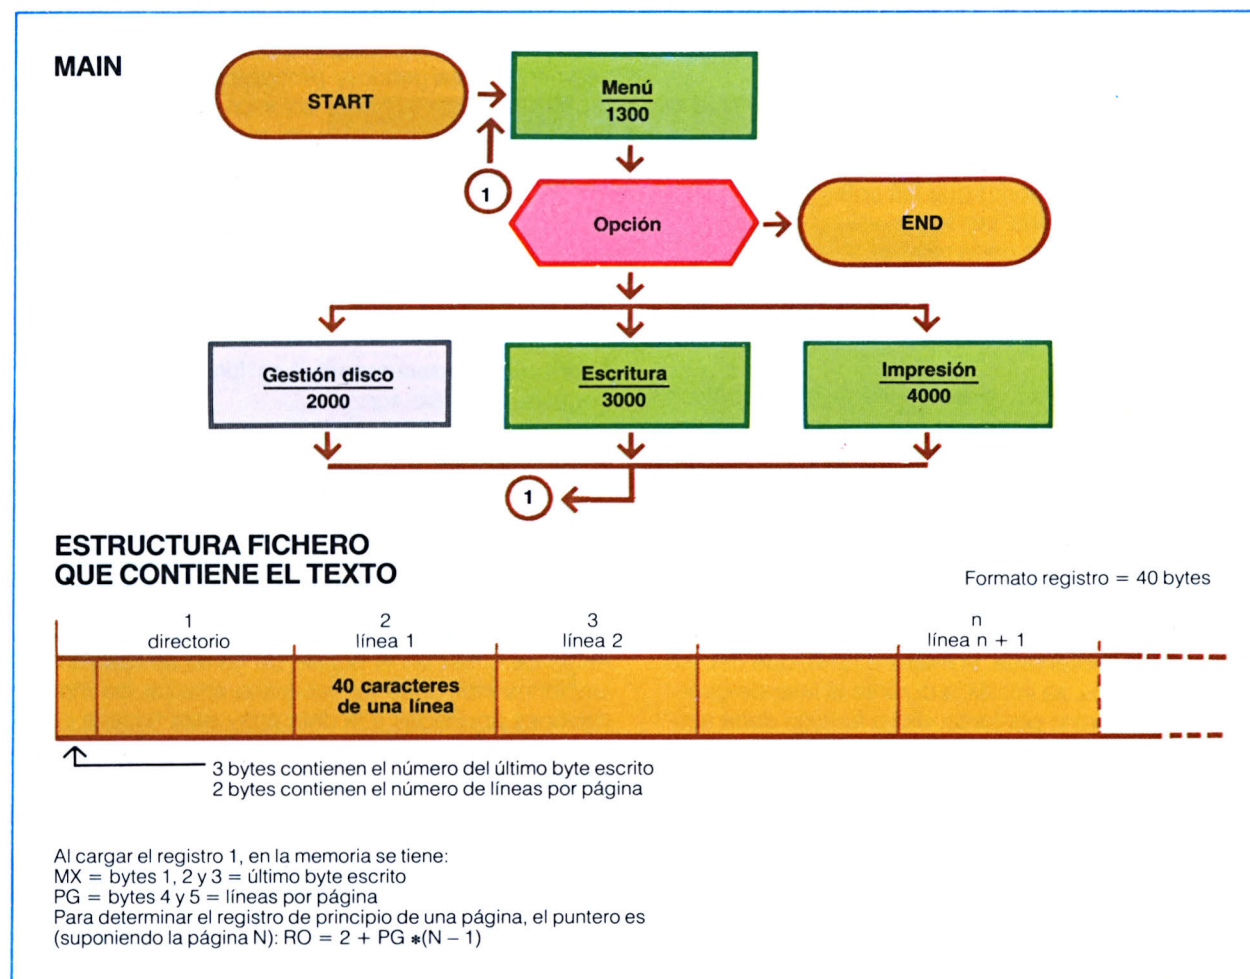 MAIN
START
Menú
1300
1
Opción
END
Gestión disco
2000
Escritura
3000
Impresión
4000
1
ESTRUCTURA FICHERO
QUE CONTIENE EL TEXTO
Formato registro = 40 bytes
1
directorio
2
línea 1
3
línea 2
n
línea n + 1
40 caracteres
de una línea
3 bytes contienen el número del último byte escrito
2 bytes contienen el número de líneas por página
Al cargar el registro 1, en la memoria se tiene:
MX = bytes 1, 2 y 3 = último byte escrito
PG = bytes 4 y 5 = líneas por página
Para determinar el registro de principio de una página, el puntero es
(suponiendo la página N): RO = 2 + PG *(N – 1)